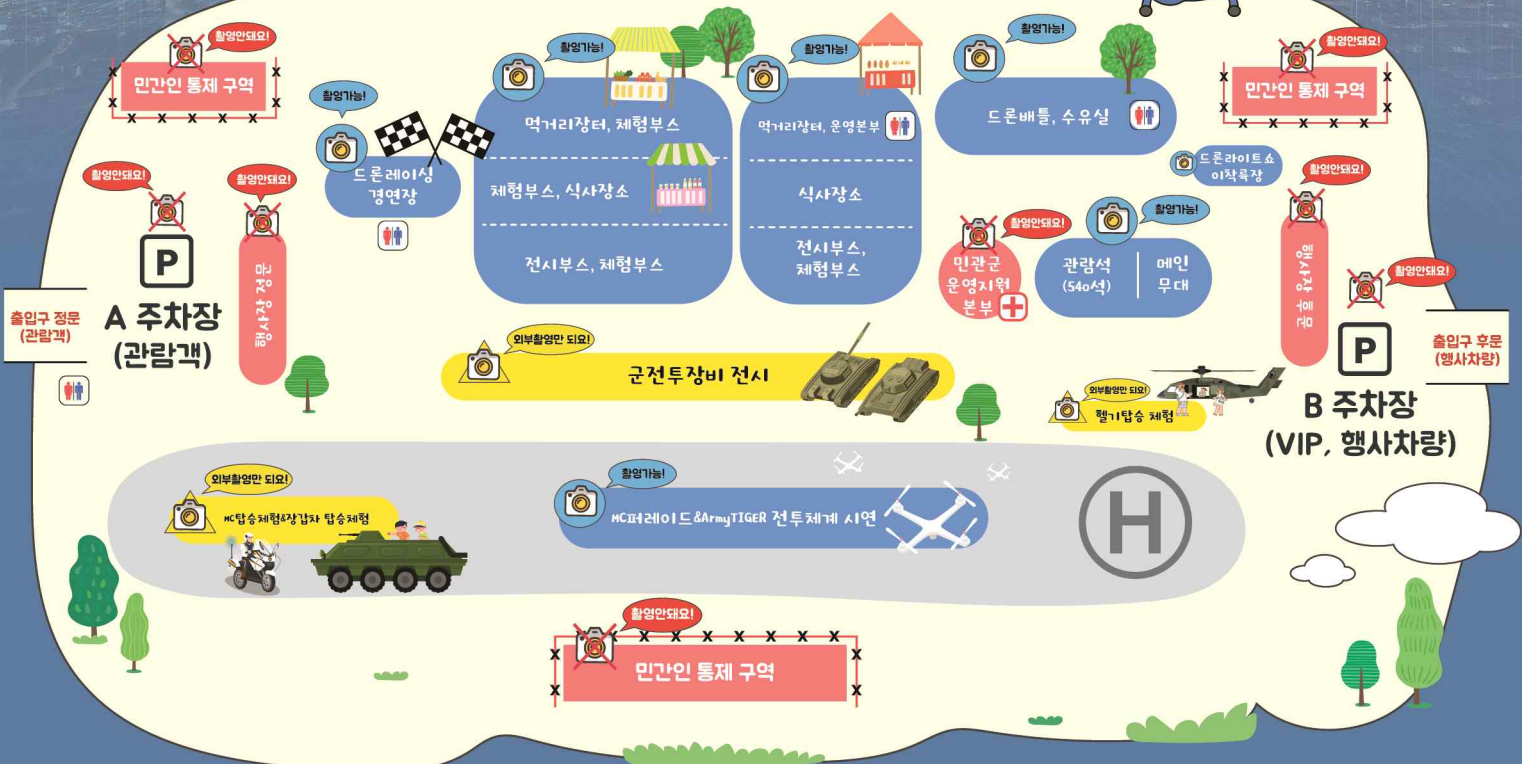 촬영안돼요!
민간인 통제 구역
촬영가능!
드론레이싱
경연장
촬영가능!
먹거리장터, 체험부스
체험부스, 식사장소
전시부스, 체험부스
촬영가능!
먹거리장터, 운영본부
식사장소
전시부스,
체험부스
촬영가능!
드론배틀, 수유실
촬영안돼요!
민간인 통제 구역
드론라이트쇼
이착륙장
촬영안돼요!
P
A 주차장
(관람객)
촬영안돼요!
행사장 정문
출입구 정문
(관람객)
촬영안돼요!
민관군
운영지원
본부
촬영가능!
관람석
(540석)
메인
무대
촬영안돼요!
행사장 후문
촬영안돼요!
P
B 주차장
(VIP, 행사차량)
출입구 후문
(행사차량)
외부촬영만 되요!
군전투장비 전시
외부촬영만 되요!
헬기탑승 체험
외부촬영만 되요!
MC탑승체험&장갑차 탑승체험
촬영가능!
MC퍼레이드&ArmyTIGER 전투체계 시연
H
촬영안돼요!
민간인 통제 구역